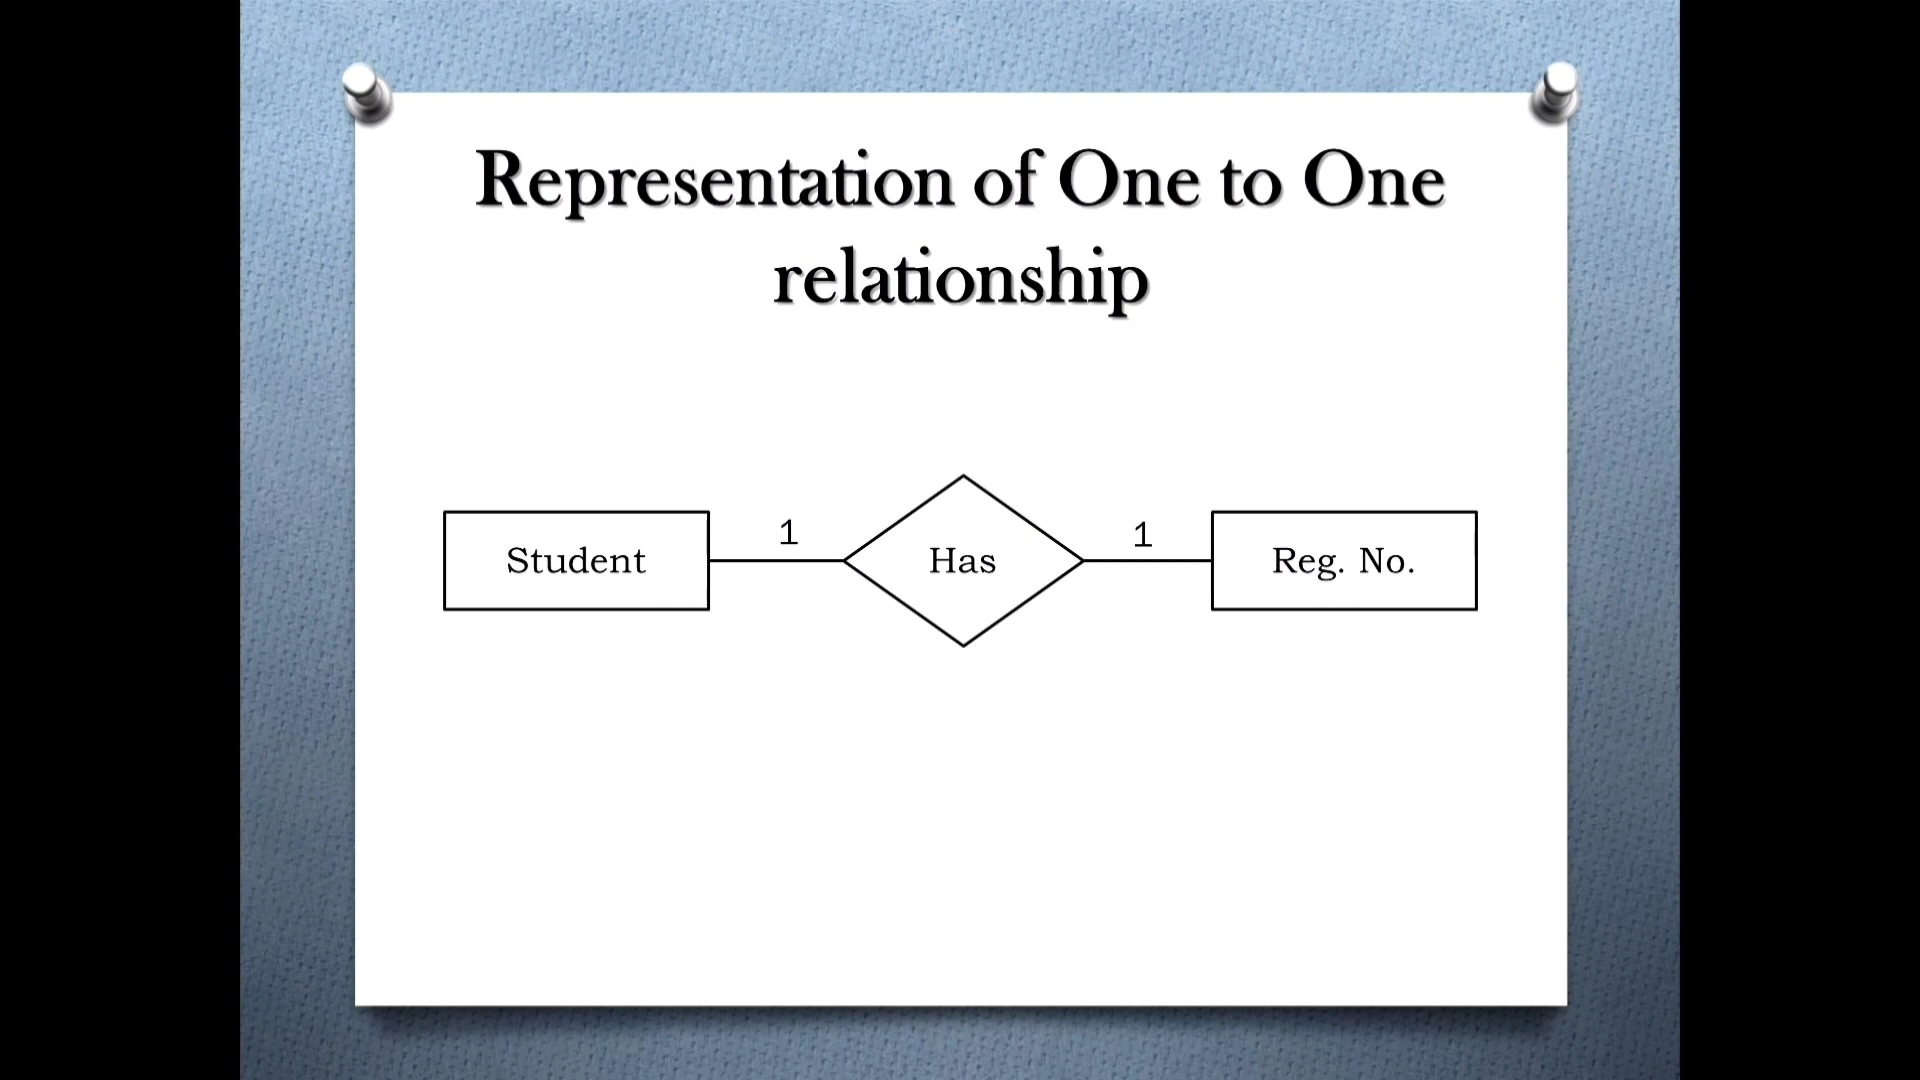 Representation of One to One
relationship
Student
1
Has
1
Reg. No.